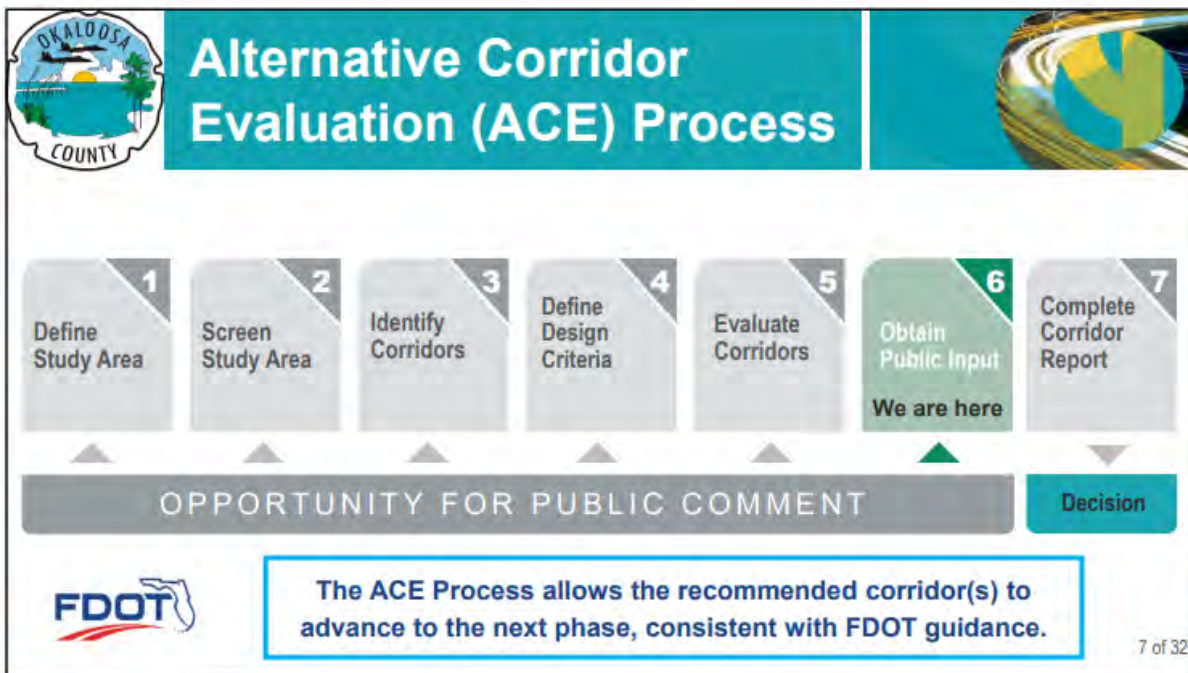 OKALOOSA
COUNTY
Alternative Corridor
Evaluation (ACE) Process
1
Define
Study Area
2
Screen
Study Area
3
Identify
Corridors
4
Define
Design
Criteria
5
Evaluate
Corridors
6
Obtain
Public Input
We are here
7
Complete
Corridor
Report
OPPORTUNITY FOR PUBLIC COMMENT
Decision
FDOT
The ACE Process allows the recommended corridor(s) to
advance to the next phase, consistent with FDOT guidance.
7 of 32